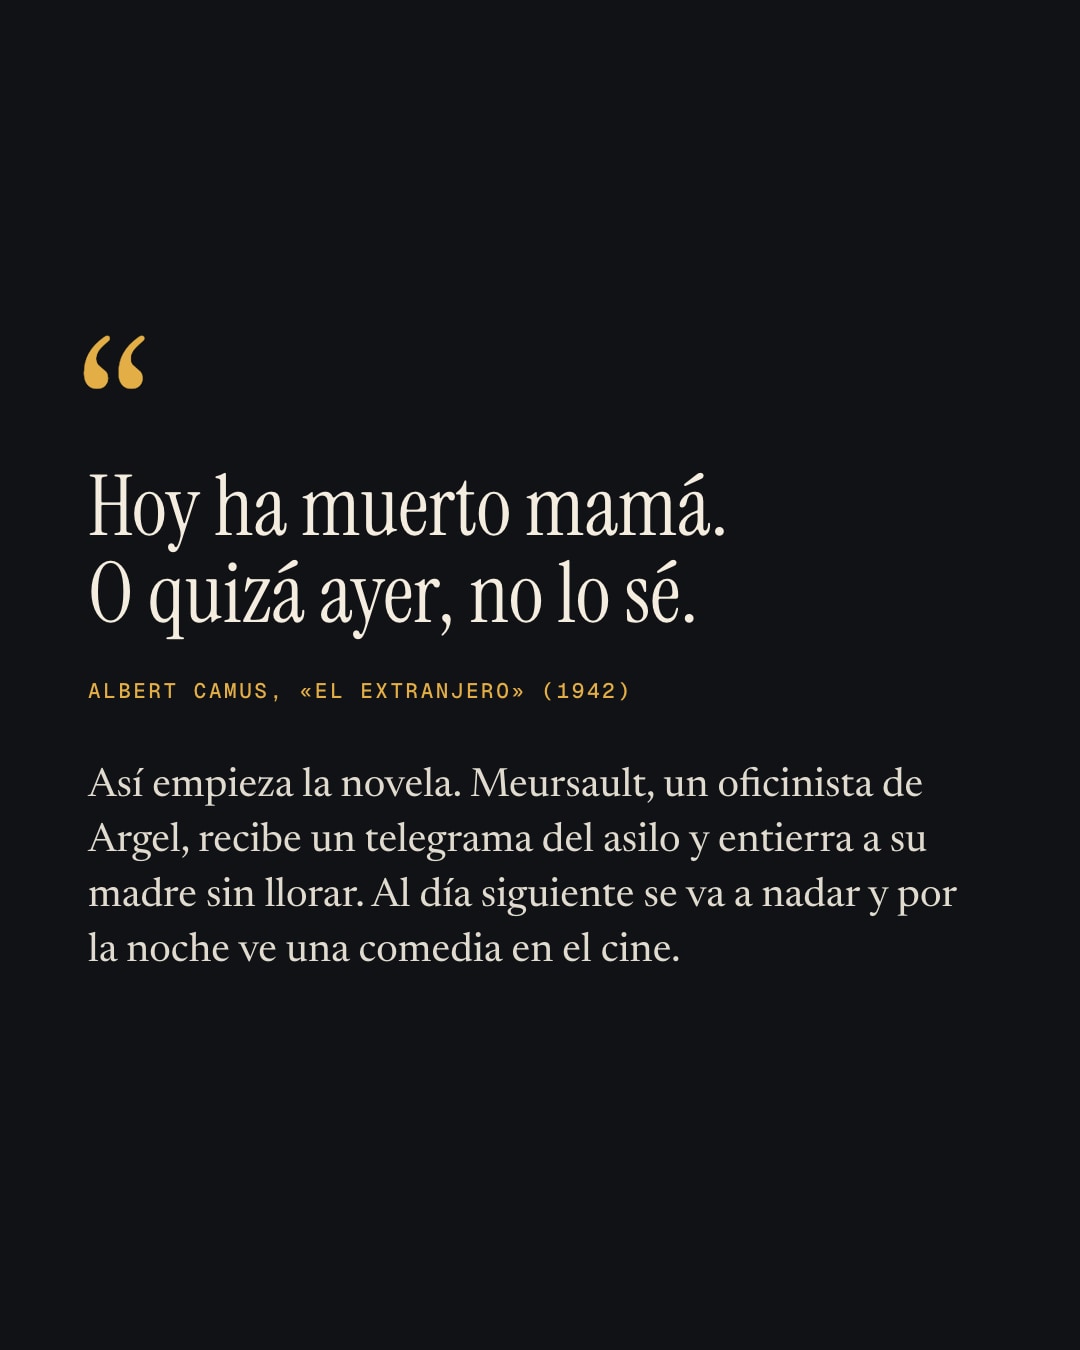 “
Hoy ha muerto mamá.
O quizá ayer, no lo sé.
ALBERT CAMUS, «EL EXTRANJERO» (1942)
Así empieza la novela. Meursault, un oficinista de
Argel, recibe un telegrama del asilo y entierra a su
madre sin llorar. Al día siguiente se va a nadar y por
la noche ve una comedia en el cine.